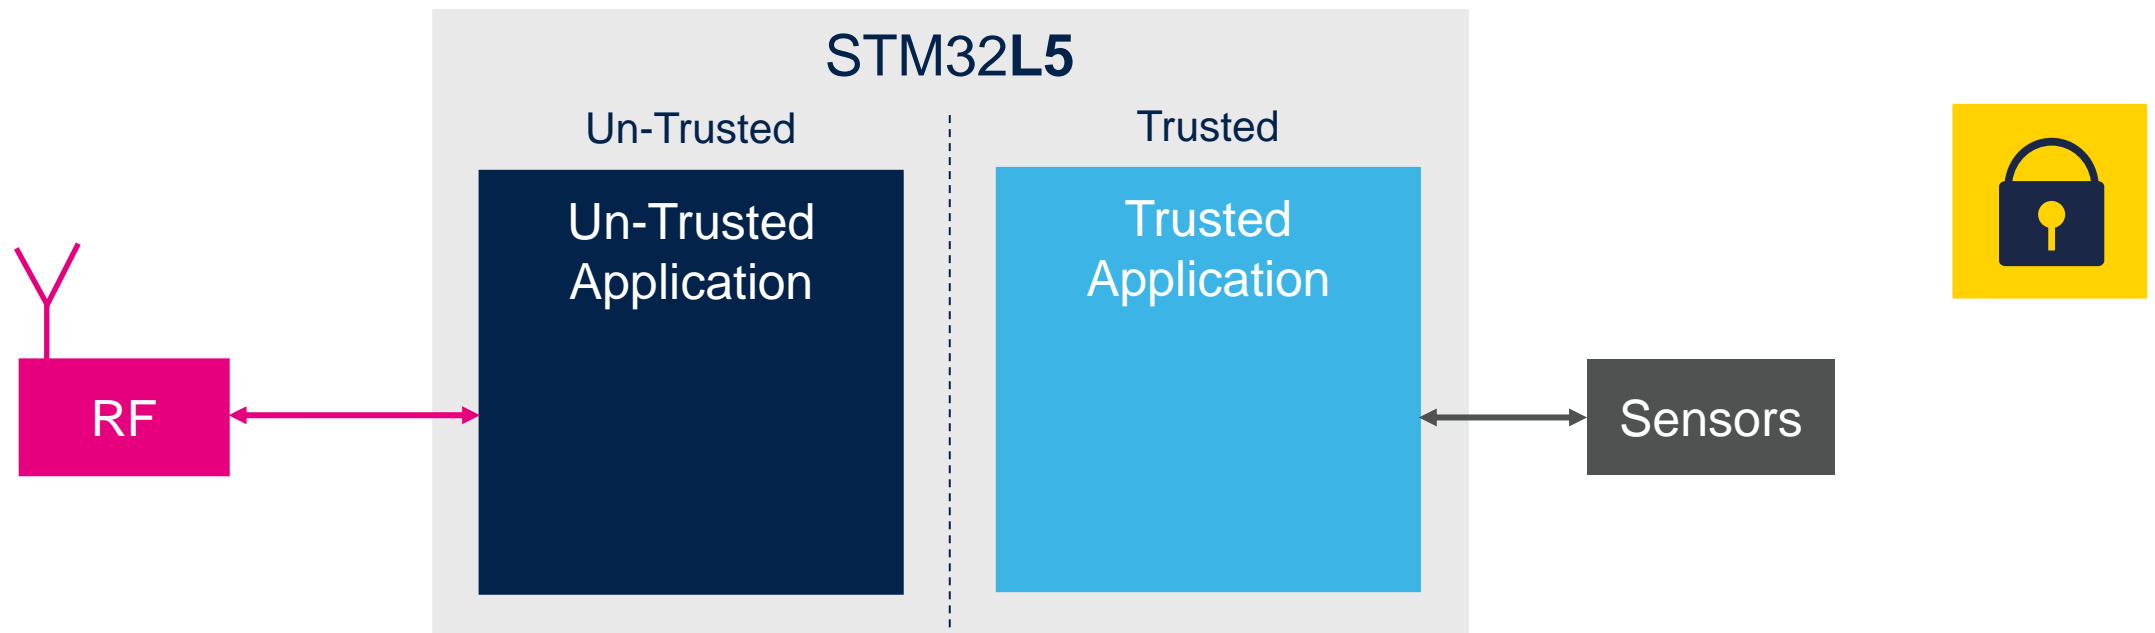 STM32L5
Un-Trusted
Trusted
Un-Trusted
Application
Trusted
Application
RF
Sensors